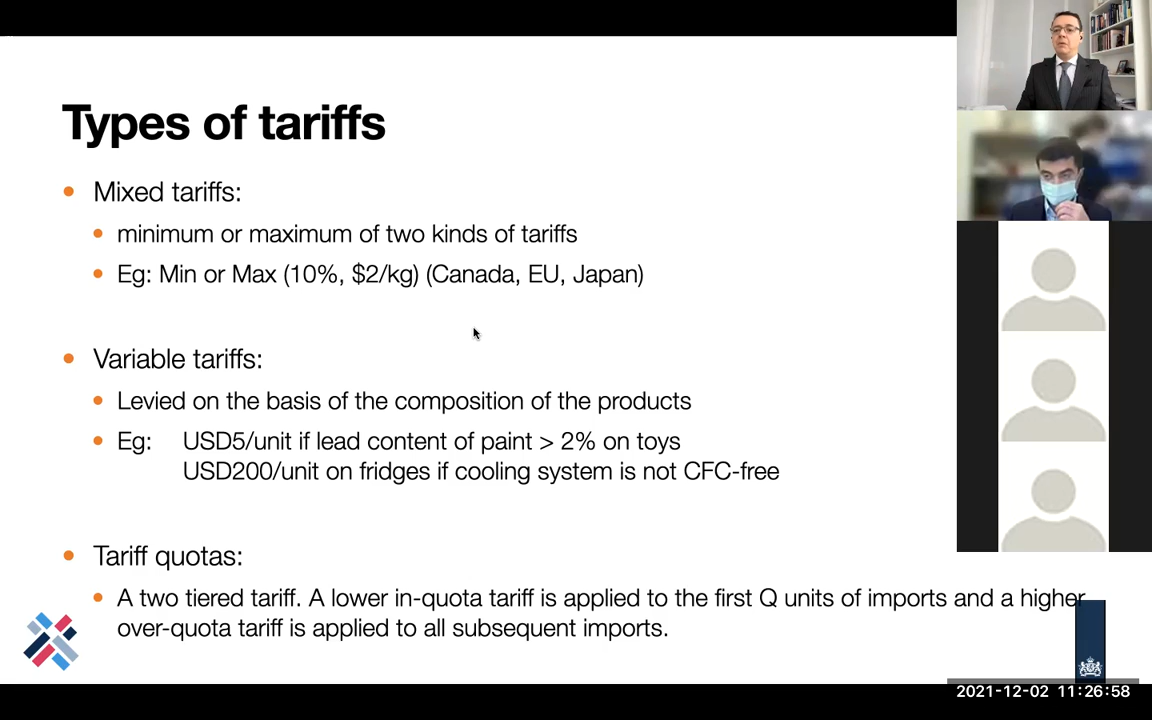 Types of tariffs
Mixed tariffs:
minimum or maximum of two kinds of tariffs
Eg: Min or Max (10%, $2/kg) (Canada, EU, Japan)
Variable tariffs:
Levied on the basis of the composition of the products
Eg: USD5/unit if lead content of paint > 2% on toys
USD200/unit on fridges if cooling system is not CFC-free
Tariff quotas:
A two tiered tariff. A lower in-quota tariff is applied to the first Q units of imports and a higher
over-quota tariff is applied to all subsequent imports.
2021-12-02 11:26:58